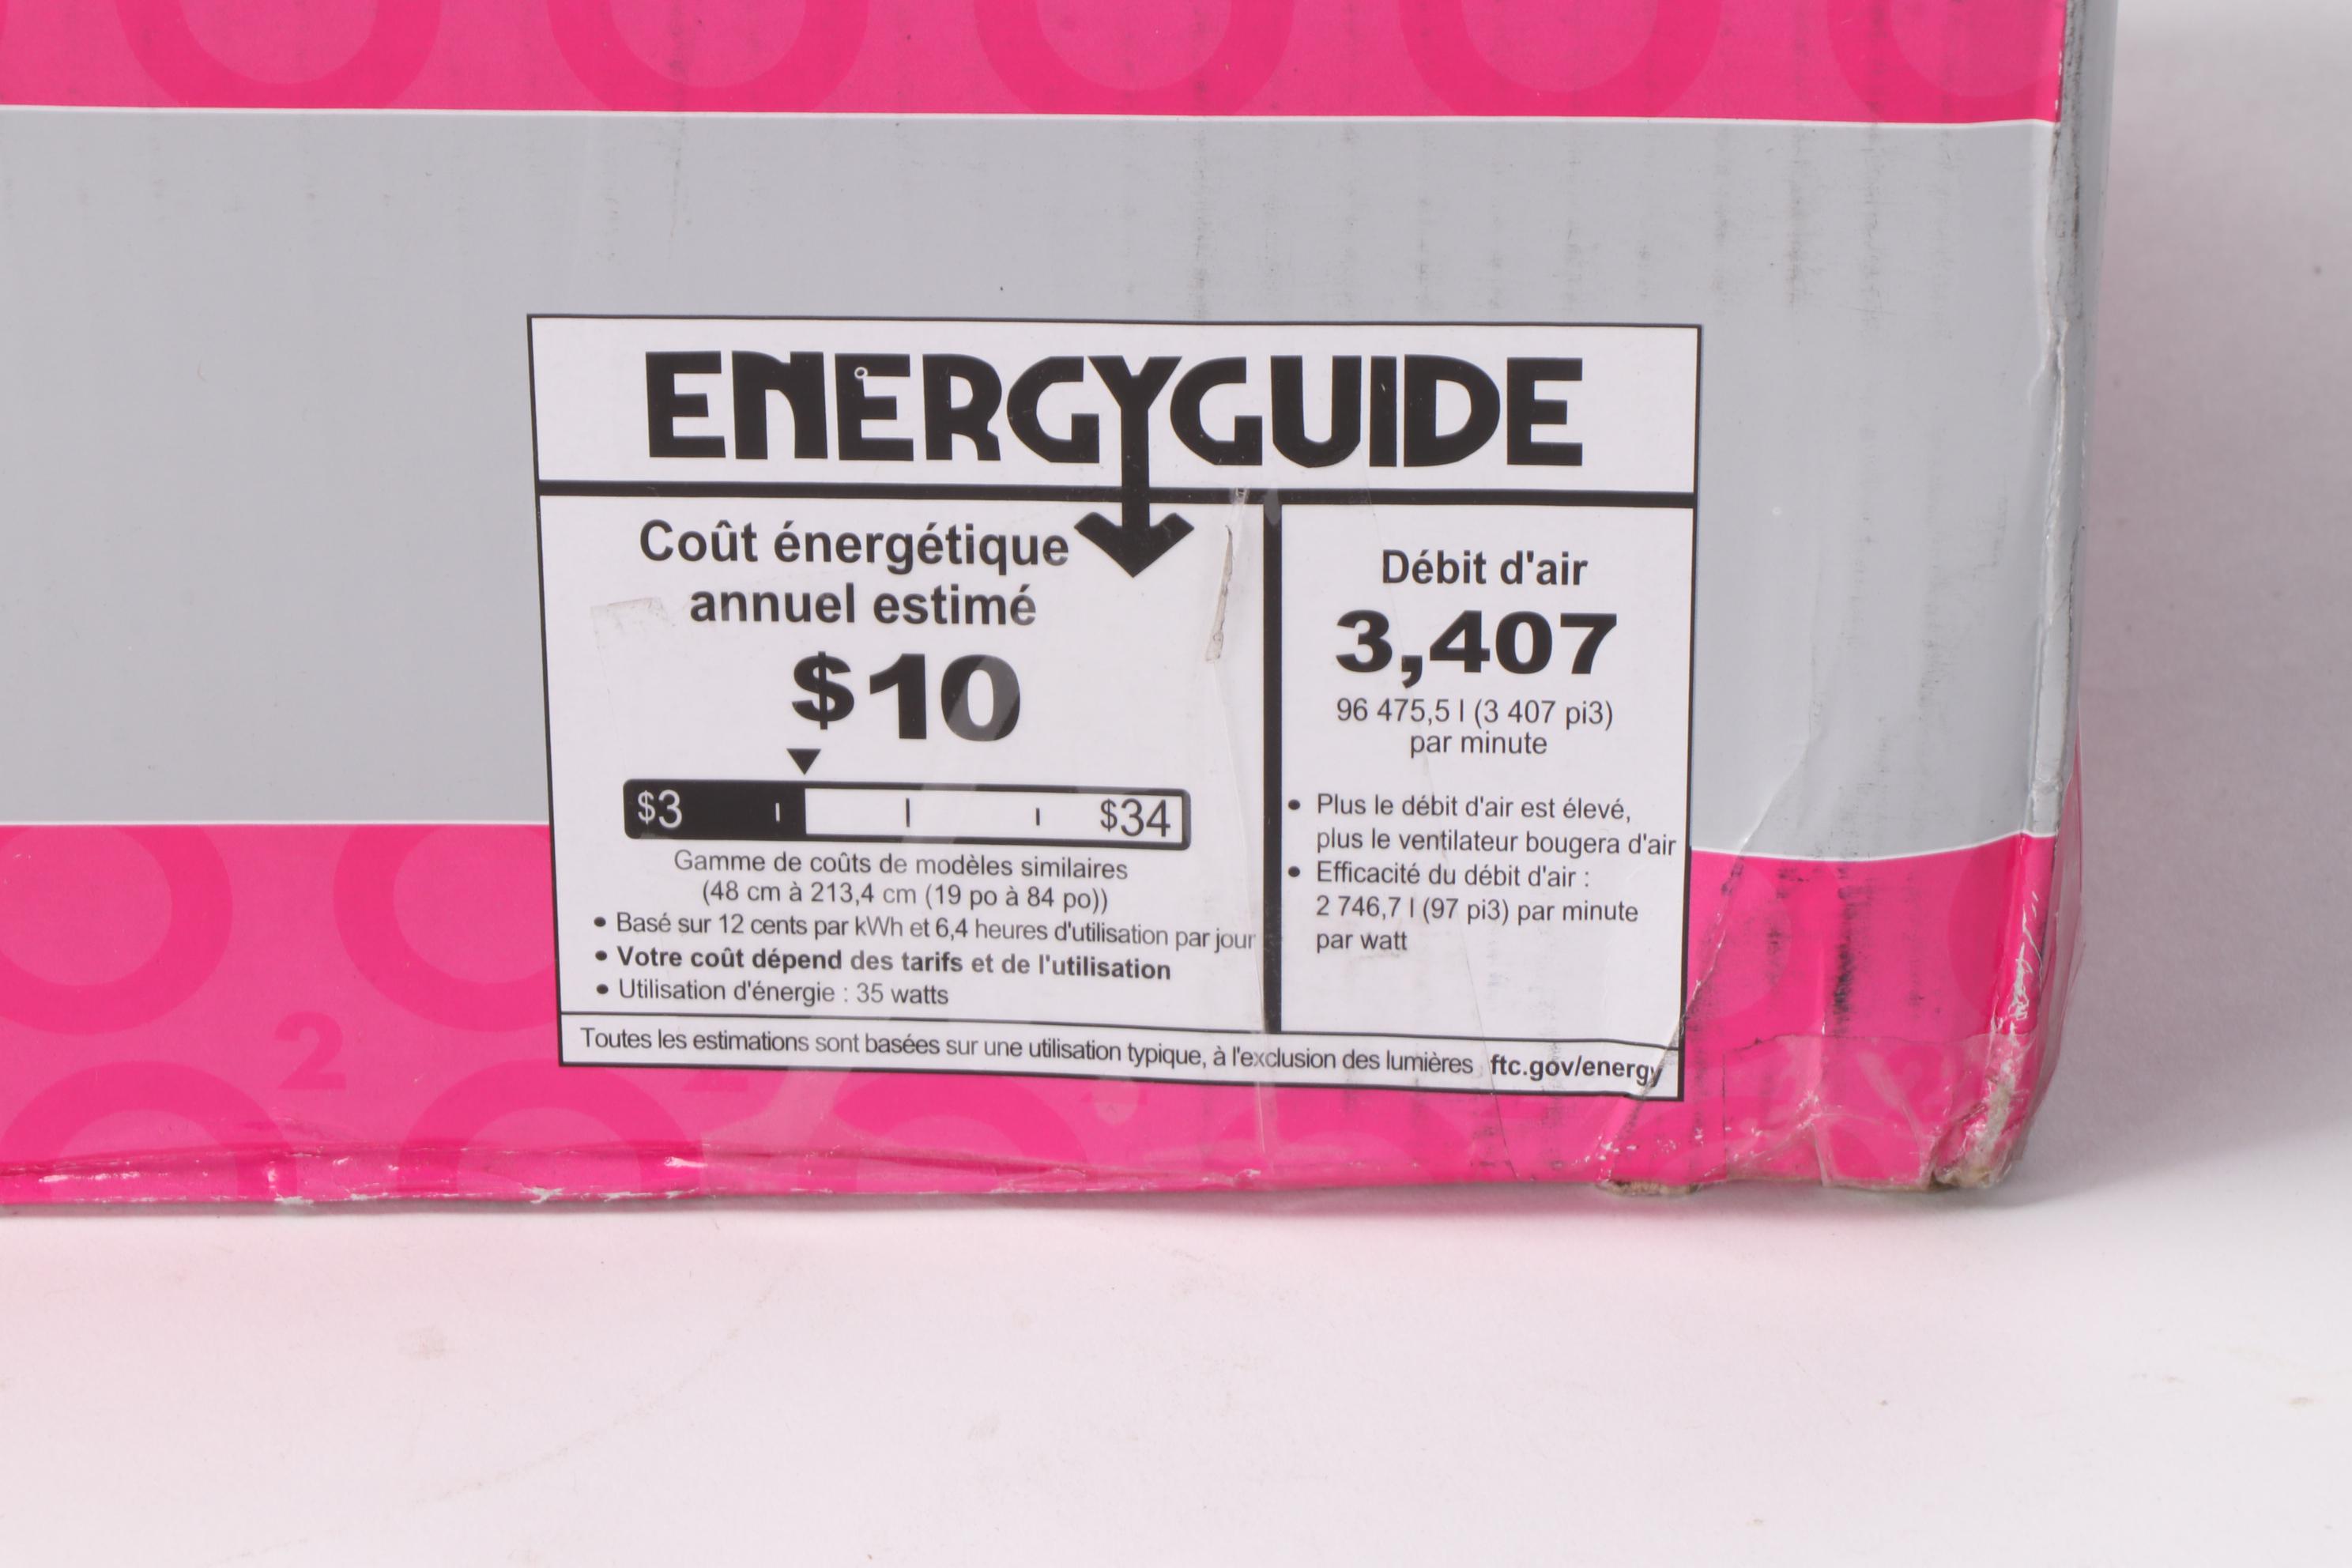 ENERGYGUIDE
Coût énergétique
annuel estimé
$10
$3 $34
Gamme de coûts de modèles similaires
(48 cm à 213,4 cm (19 po à 84 po))
• Basé sur 12 cents par kWh et 6,4 heures d'utilisation par jour
• Votre coût dépend des tarifs et de l'utilisation
• Utilisation d'énergie : 35 watts
Débit d'air
3,407
96 475,5 l (3 407 pi3)
par minute
• Plus le débit d'air est élevé,
plus le ventilateur bougera d'air
• Efficacité du débit d'air :
2 746,7 l (97 pi3) par minute
par watt
Toutes les estimations sont basées sur une utilisation typique, à l'exclusion des lumières ftc.gov/energy
2